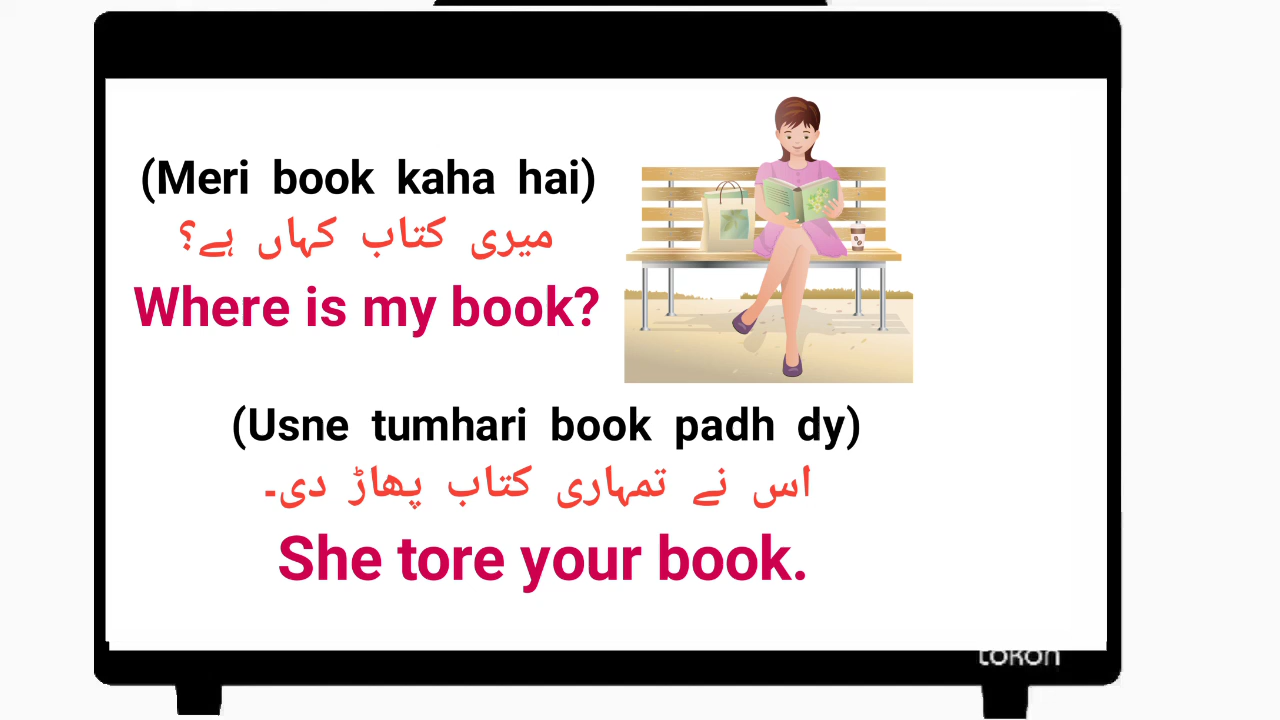 (Meri book kaha hai)
میری کتاب کہاں ہے؟
Where is my book?
(Usne tumhari book padh dy)
اس نے تمہاری کتاب پھاڑ دی۔
She tore your book.